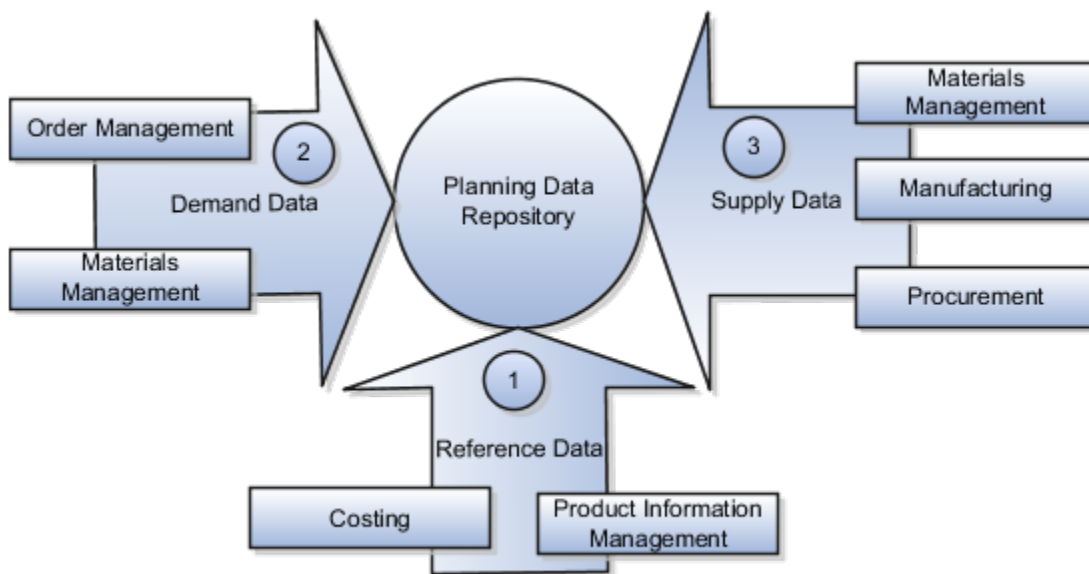 Order Management
2
Demand Data
Materials
Management
Planning Data
Repository
Materials
Management
3
Supply Data
Manufacturing
Procurement
1
Reference Data
Costing
Product Information
Management